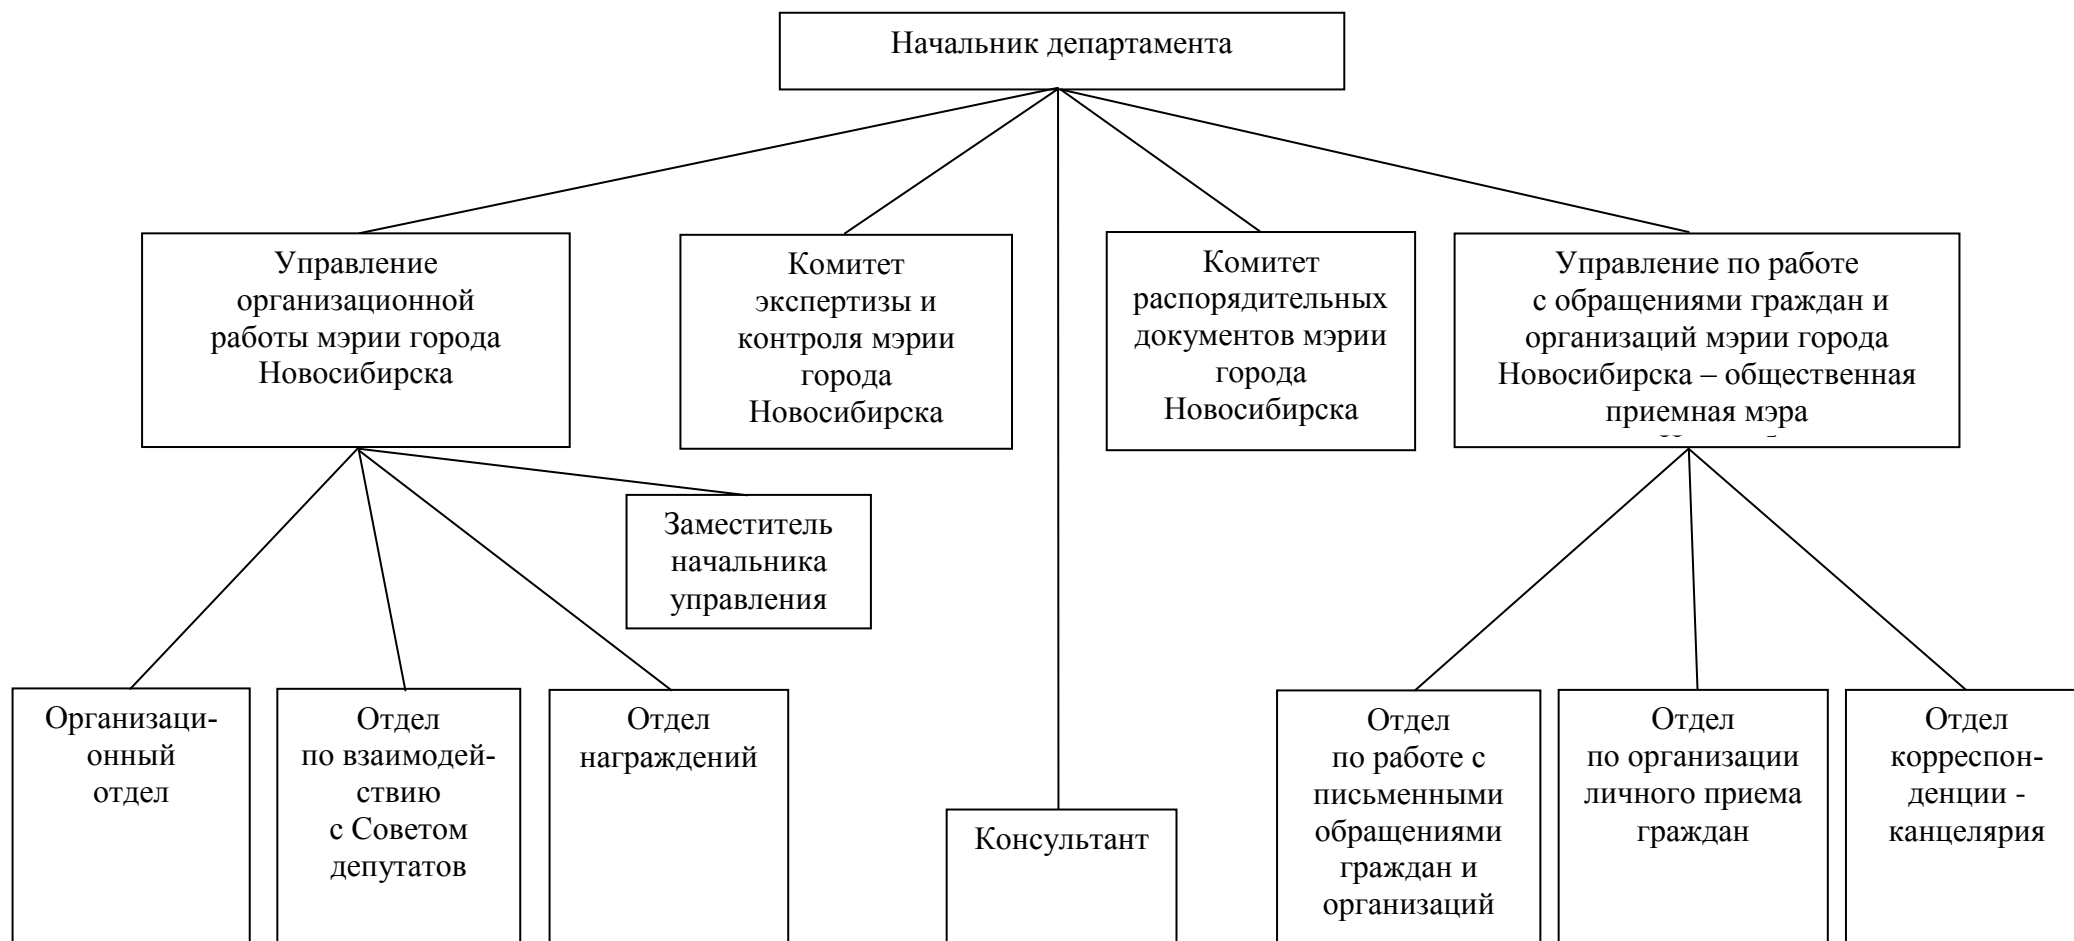 Начальник департамента
Управление
организационной
работы мэрии города
Новосибирска
Комитет
экспертизы и
контроля мэрии
города
Новосибирска
Комитет
распорядительных
документов мэрии
города
Новосибирска
Управление по работе
с обращениями граждан и
организаций мэрии города
Новосибирска – общественная
приемная мэра
Заместитель
начальника
управления
Организаци-
онный
отдел
Отдел
по взаимодей-
ствию
с Советом
депутатов
Отдел
награждений
Консультант
Отдел
по работе с
письменными
обращениями
граждан и
организаций
Отдел
по организации
личного приема
граждан
Отдел
корреспон-
денции -
канцелярия